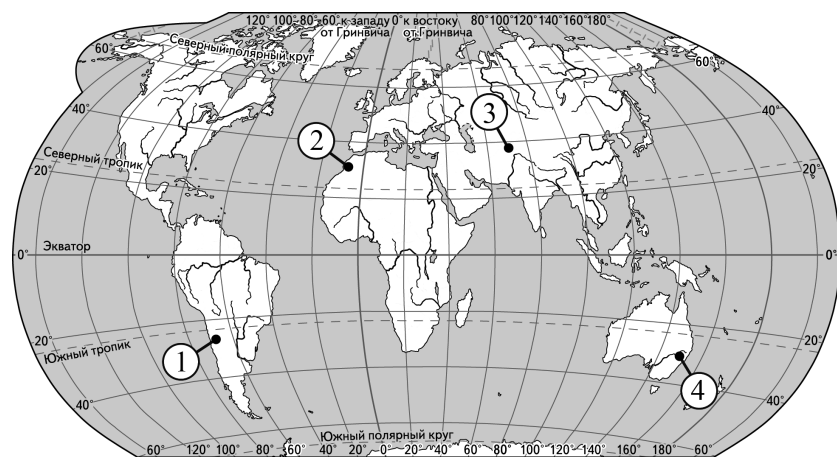 120° 100° 80° 60° к западу 0° к востоку 80° 100° 120° 140° 160° 180°
от Гринвича от Гринвича
60° Северный полярный круг 60°
40° 40°
3
2
Северный тропик
20° 20°
Экватор
0° 0°
20° 20°
Южный тропик
1
4
40° 40°
Южный полярный круг
60° 120° 100° 80° 60° 40° 20° 0° 20° 40° 60° 80° 100° 120° 140° 180° 60°